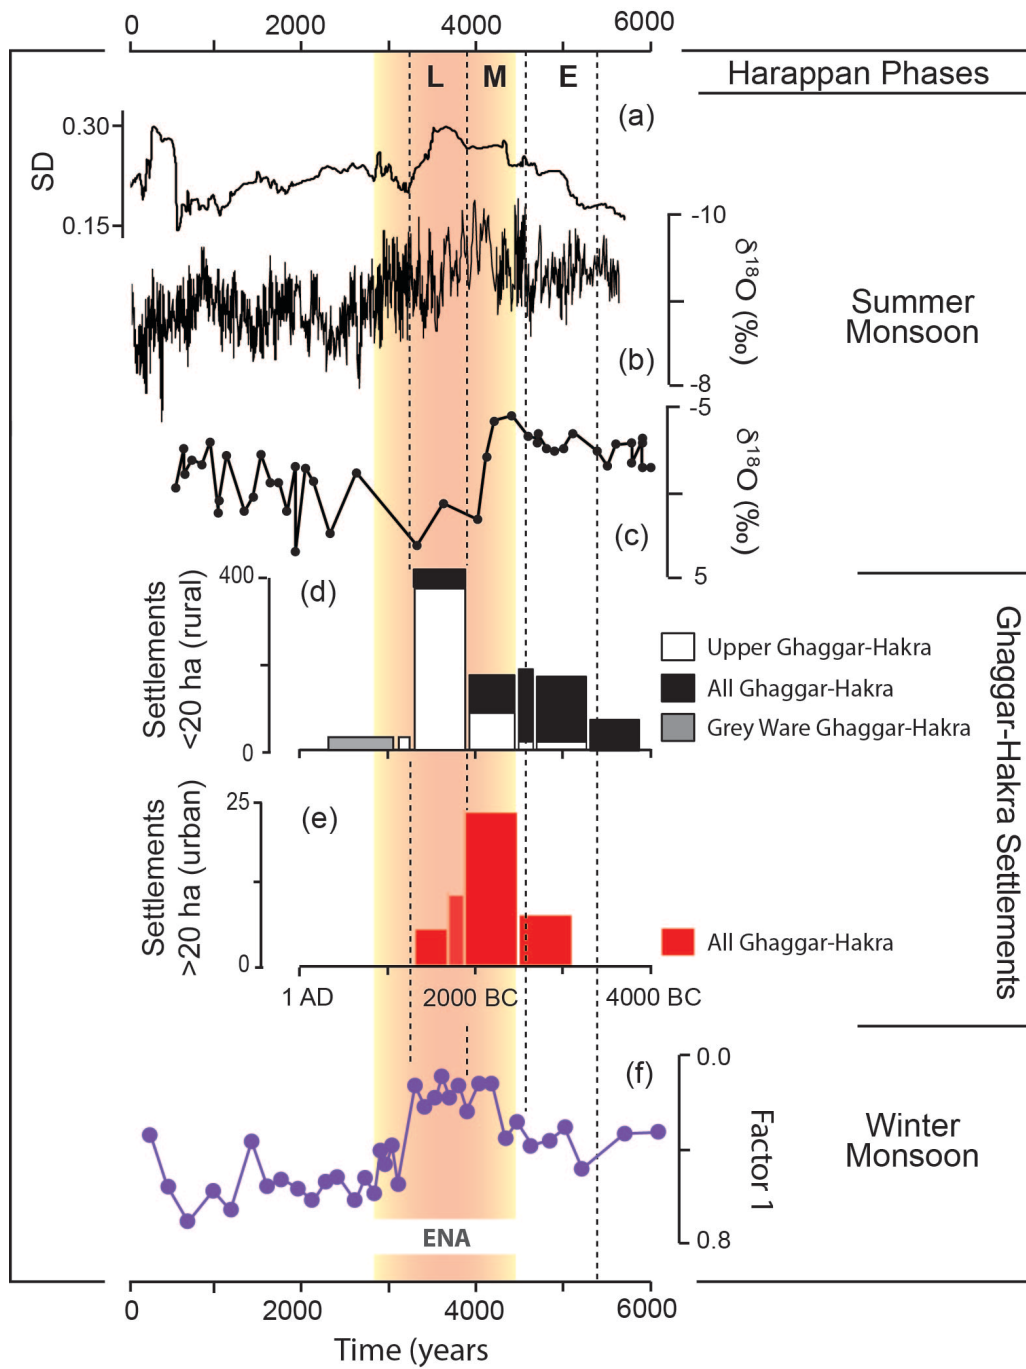 0 2000 4000 6000
L M E Harappan Phases
(a)
0.30
SD
0.15
-10
δ18O (‰)
Summer
Monsoon
(b)
-8
-5
δ18O (‰)
(c)
5
400
(d)
Settlements
<20 ha (rural)
0
Upper Ghaggar-Hakra
All Ghaggar-Hakra
Grey Ware Ghaggar-Hakra
Ghaggar-Hakra Settlements
25
(e)
Settlements
>20 ha (urban)
0
All Ghaggar-Hakra
1 AD 2000 BC 4000 BC
(f)
0.0
Factor 1
Winter
Monsoon
0.8
ENA
0 2000 4000 6000
Time (years